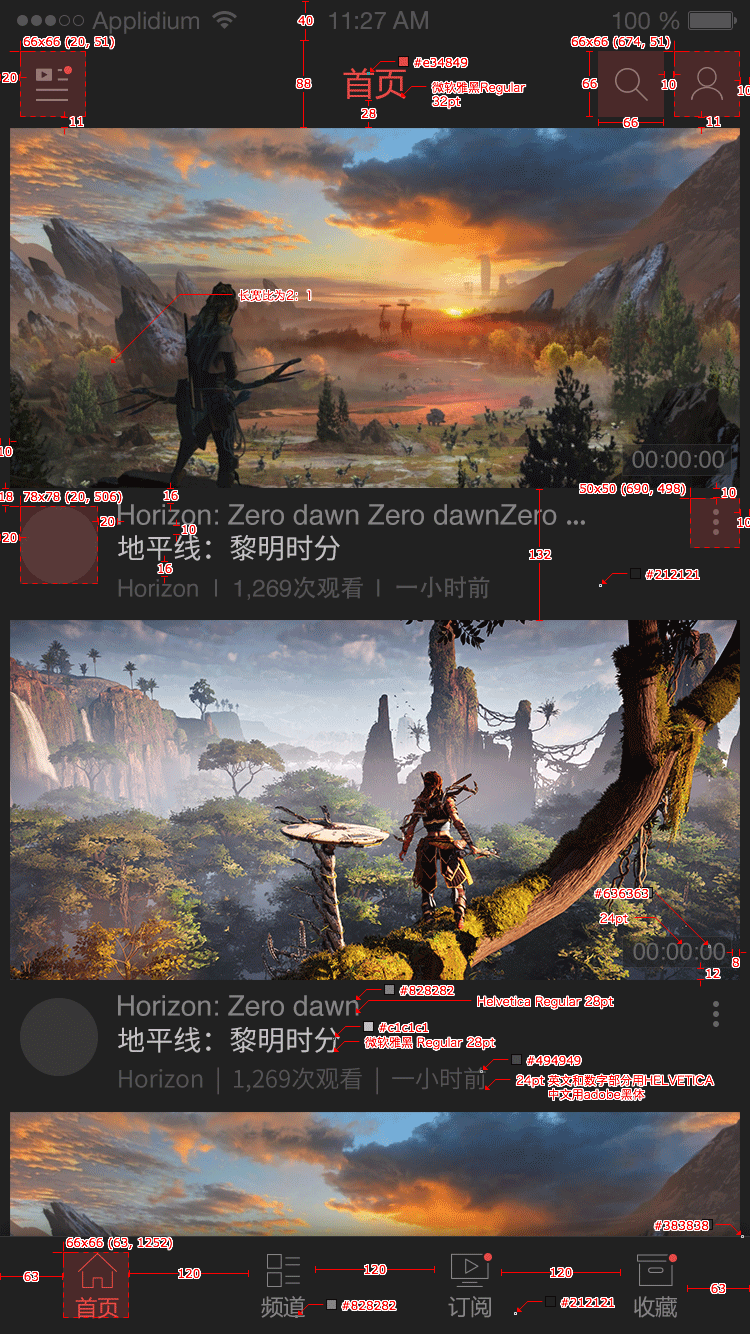 Applidium 11:27 AM 100 %
40
66x66 (20, 51)
66x66 (674, 51)
#e34849
20
88
首页
微软雅黑Regular
32pt
66
10
10
11
28
66
11
长宽比为2：1
00:00:00
10
18
78x78 (20, 506)
16
50x50 (690, 498)
10
20
20
Horizon: Zero dawn Zero dawnZero ...
10
10
地平线：黎明时分
132
16
#212121
Horizon | 1,269次观看 | 一小时前
#636363
24pt
00:00:00
8
12
#828282
Horizon: Zero dawn
Helvetica Regular 28pt
#c1c1c1
地平线：黎明时分
微软雅黑 Regular 28pt
#494949
Horizon | 1,269次观看 | 一小时前
24pt 英文和数字部分用HELVETICA
中文用adobe黑体
#383838
66x66 (63, 1252)
63
120
120
120
63
首页
频道
#828282
订阅
#212121
收藏